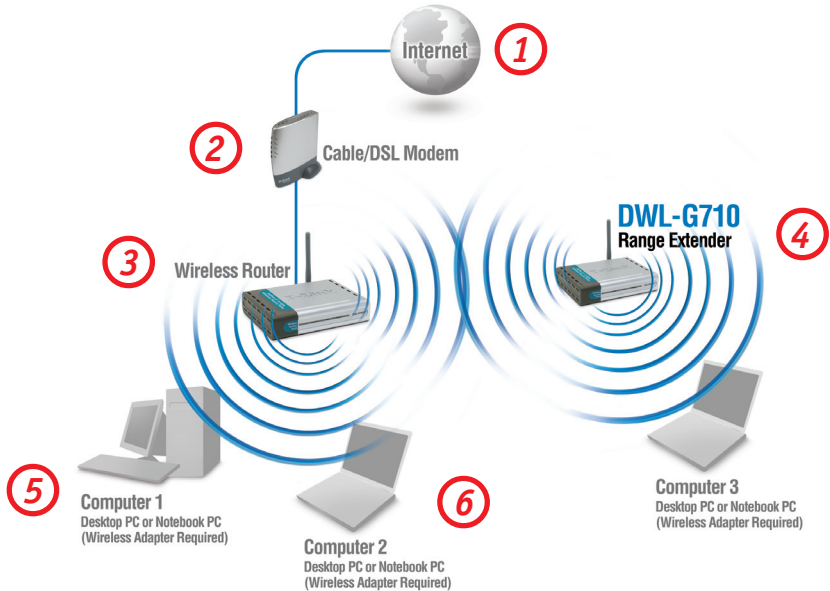 Internet
1
2
Cable/DSL Modem
DWL-G710
Range Extender
4
3
Wireless Router
5
Computer 1
Desktop PC or Notebook PC
(Wireless Adapter Required)
6
Computer 2
Desktop PC or Notebook PC
(Wireless Adapter Required)
Computer 3
Desktop PC or Notebook PC
(Wireless Adapter Required)